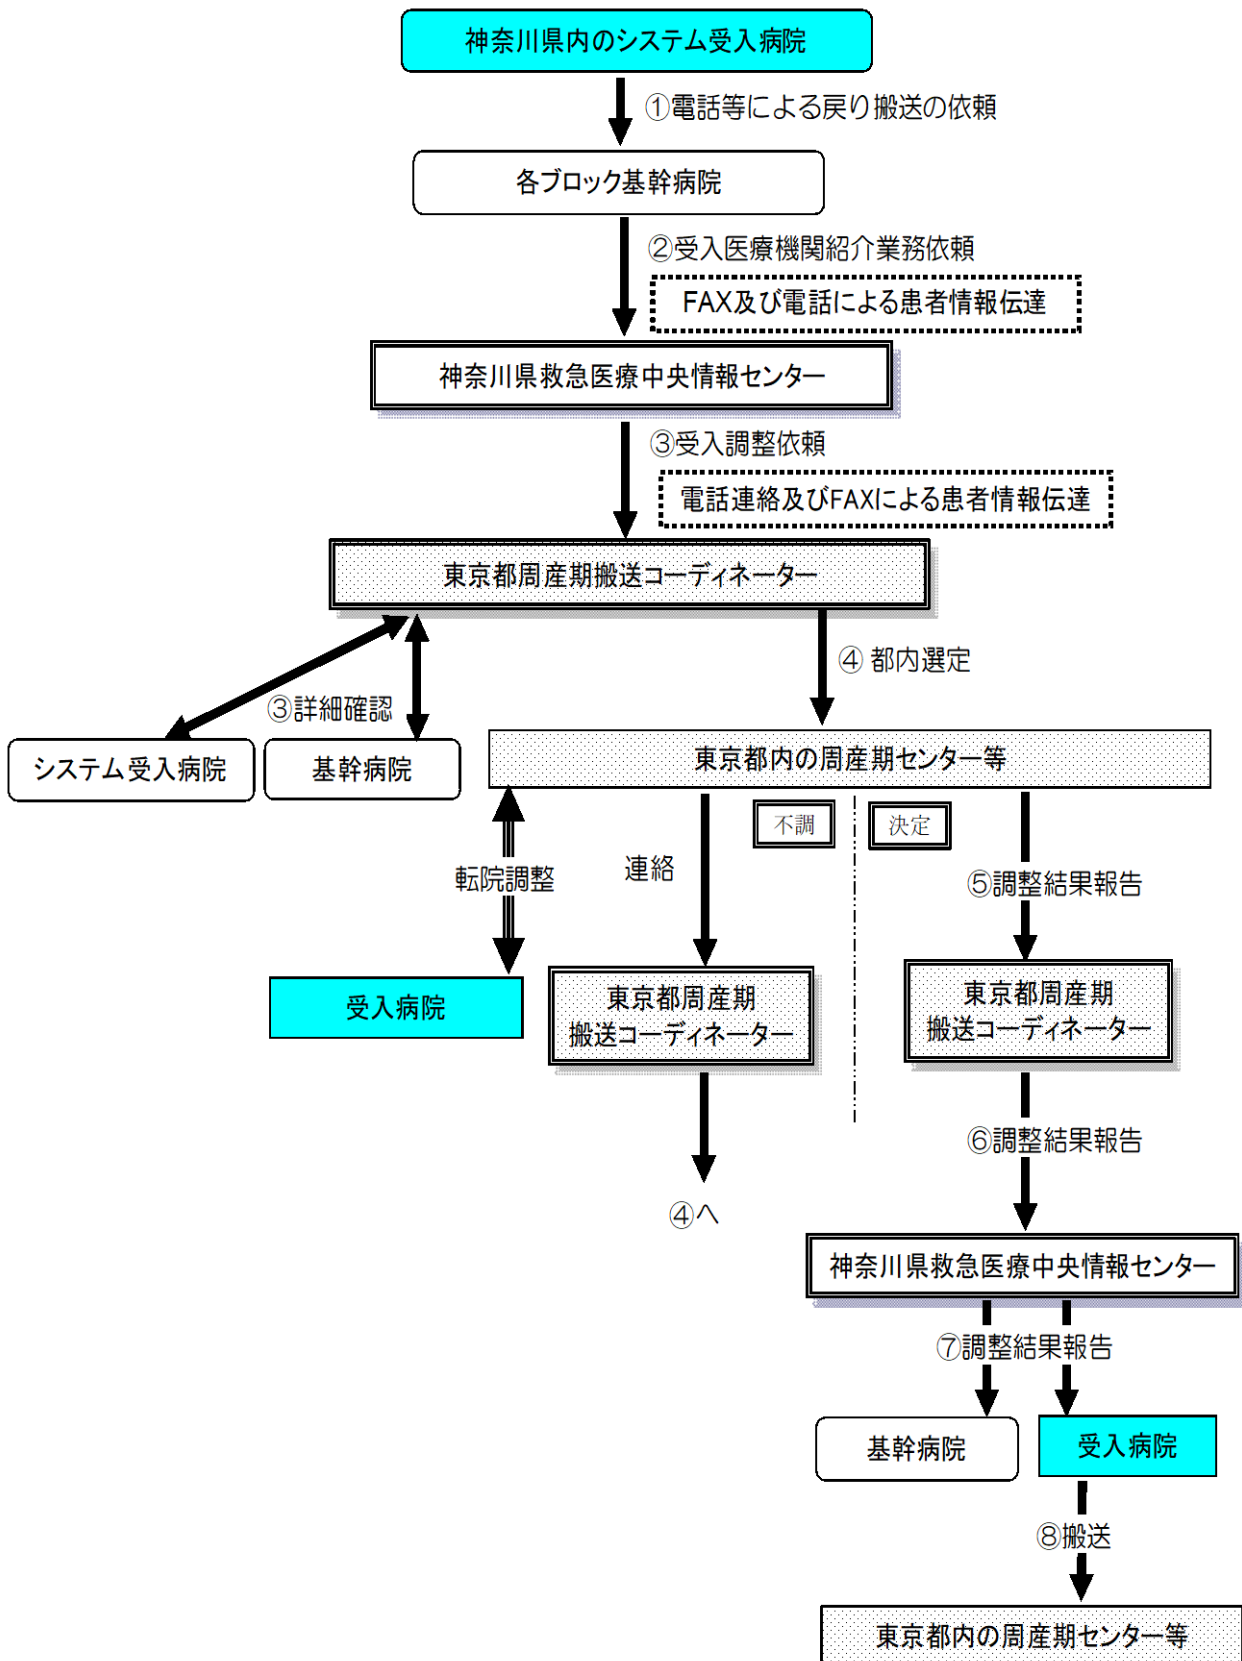 神奈川県内のシステム受入病院
①電話等による戻り搬送の依頼
各ブロック基幹病院
②受入医療機関紹介業務依頼
FAX及び電話による患者情報伝達
神奈川県救急医療中央情報センター
③受入調整依頼
電話連絡及びFAXによる患者情報伝達
東京都周産期搬送コーディネーター
④ 都内選定
③詳細確認
システム受入病院
基幹病院
東京都内の周産期センター等
不調
決定
転院調整
連絡
⑤調整結果報告
受入病院
東京都周産期
搬送コーディネーター
東京都周産期
搬送コーディネーター
⑥調整結果報告
④へ
神奈川県救急医療中央情報センター
⑦調整結果報告
基幹病院
受入病院
⑧搬送
東京都内の周産期センター等